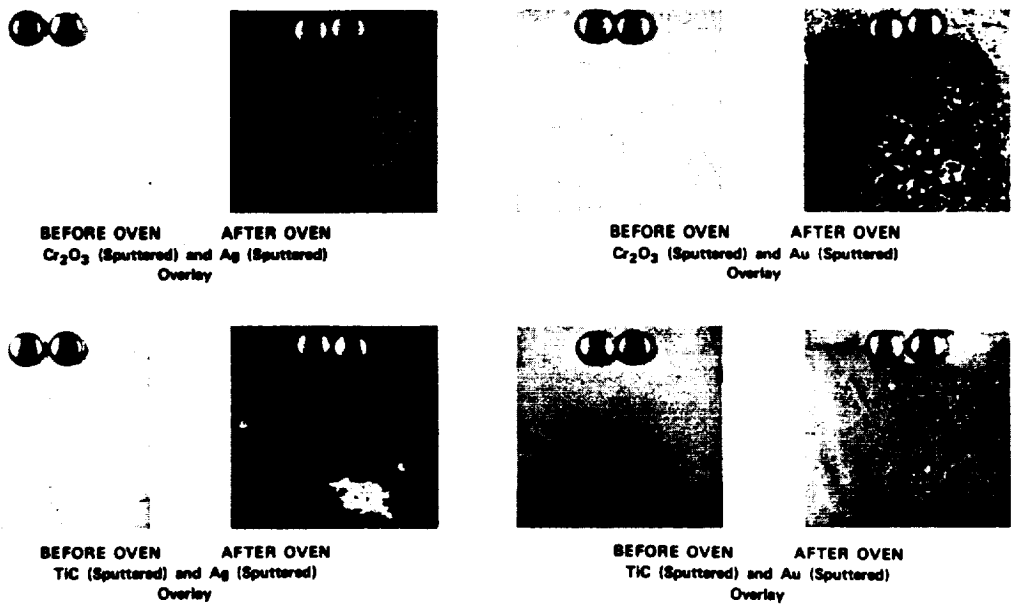 BEFORE OVEN AFTER OVEN
Cr₂O₃ (Sputtered) and Ag (Sputtered)
Overlay
BEFORE OVEN AFTER OVEN
Cr₂O₃ (Sputtered) and Au (Sputtered)
Overlay
BEFORE OVEN AFTER OVEN
TiC (Sputtered) and Ag (Sputtered)
Overlay
BEFORE OVEN AFTER OVEN
TiC (Sputtered) and Au (Sputtered)
Overlay